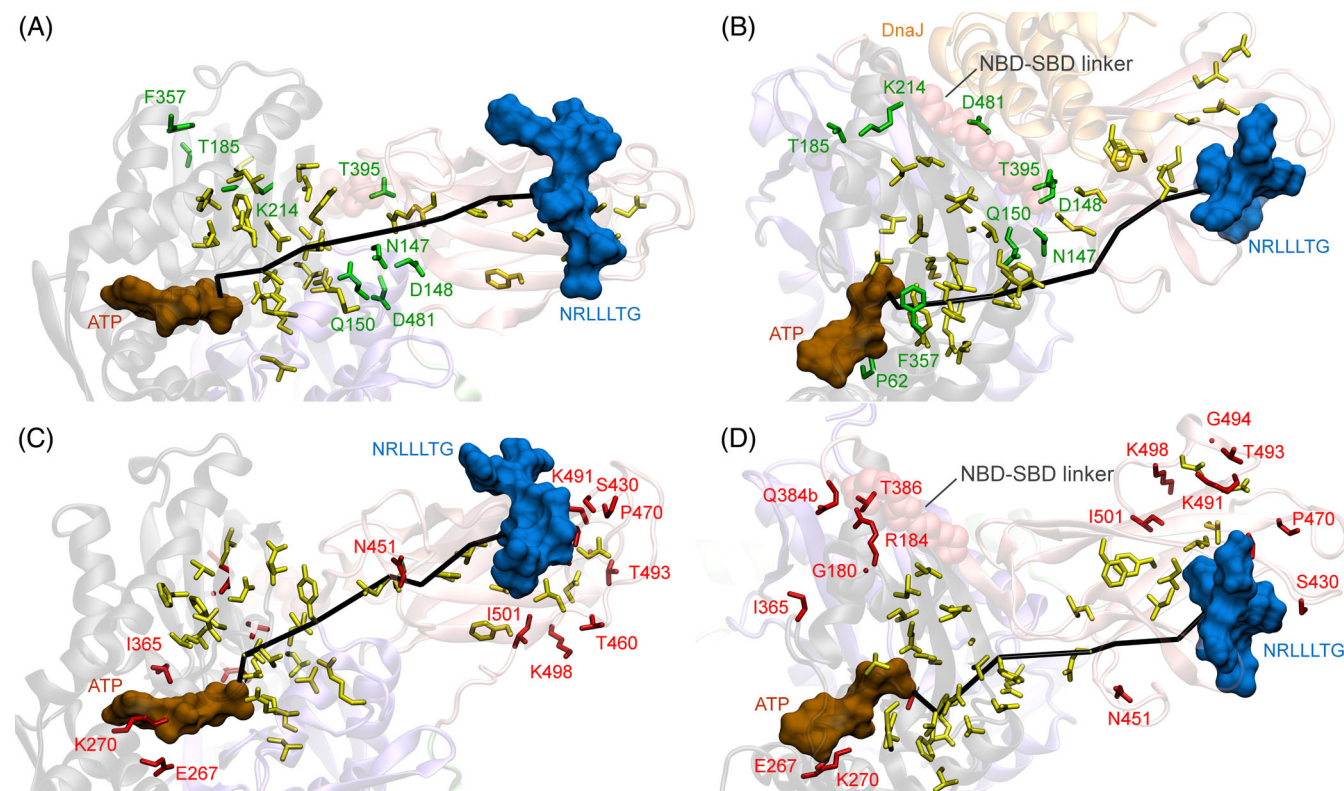 (A)
F357
T185
K214
T395
N147
D148
Q150
D481
ATP
NRLLLTG
(B)
DnaJ
NBD-SBD linker
K214
D481
T185
T395
Q150
D148
N147
ATP
F357
P62
NRLLLTG
(C)
NRLLLTG
K491
S430
P470
N451
T493
I501
T460
K498
I365
ATP
K270
E267
(D)
G494
K498
T493
NBD-SBD linker
Q384b
T386
K491
I501
P470
R184
G180
S430
I365
NRLLLTG
ATP
N451
E267
K270